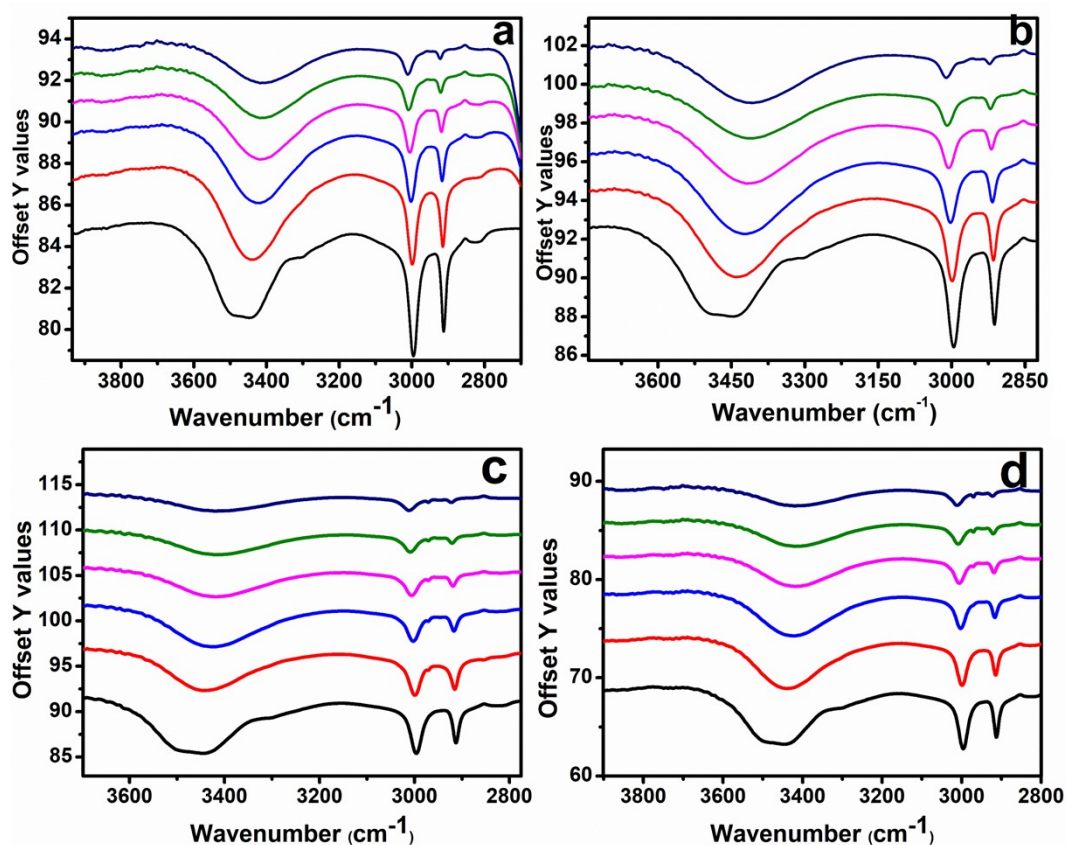 a
94
92
90
88
86
84
82
80
Offset Y values
3800 3600 3400 3200 3000 2800
Wavenumber (cm-1)
b
102
100
98
96
94
92
90
88
86
Offset Y values
3600 3450 3300 3150 3000 2850
Wavenumber (cm-1)
c
115
110
105
100
95
90
85
Offset Y values
3600 3400 3200 3000 2800
Wavenumber (cm-1)
d
90
80
70
60
Offset Y values
3800 3600 3400 3200 3000 2800
Wavenumber (cm-1)